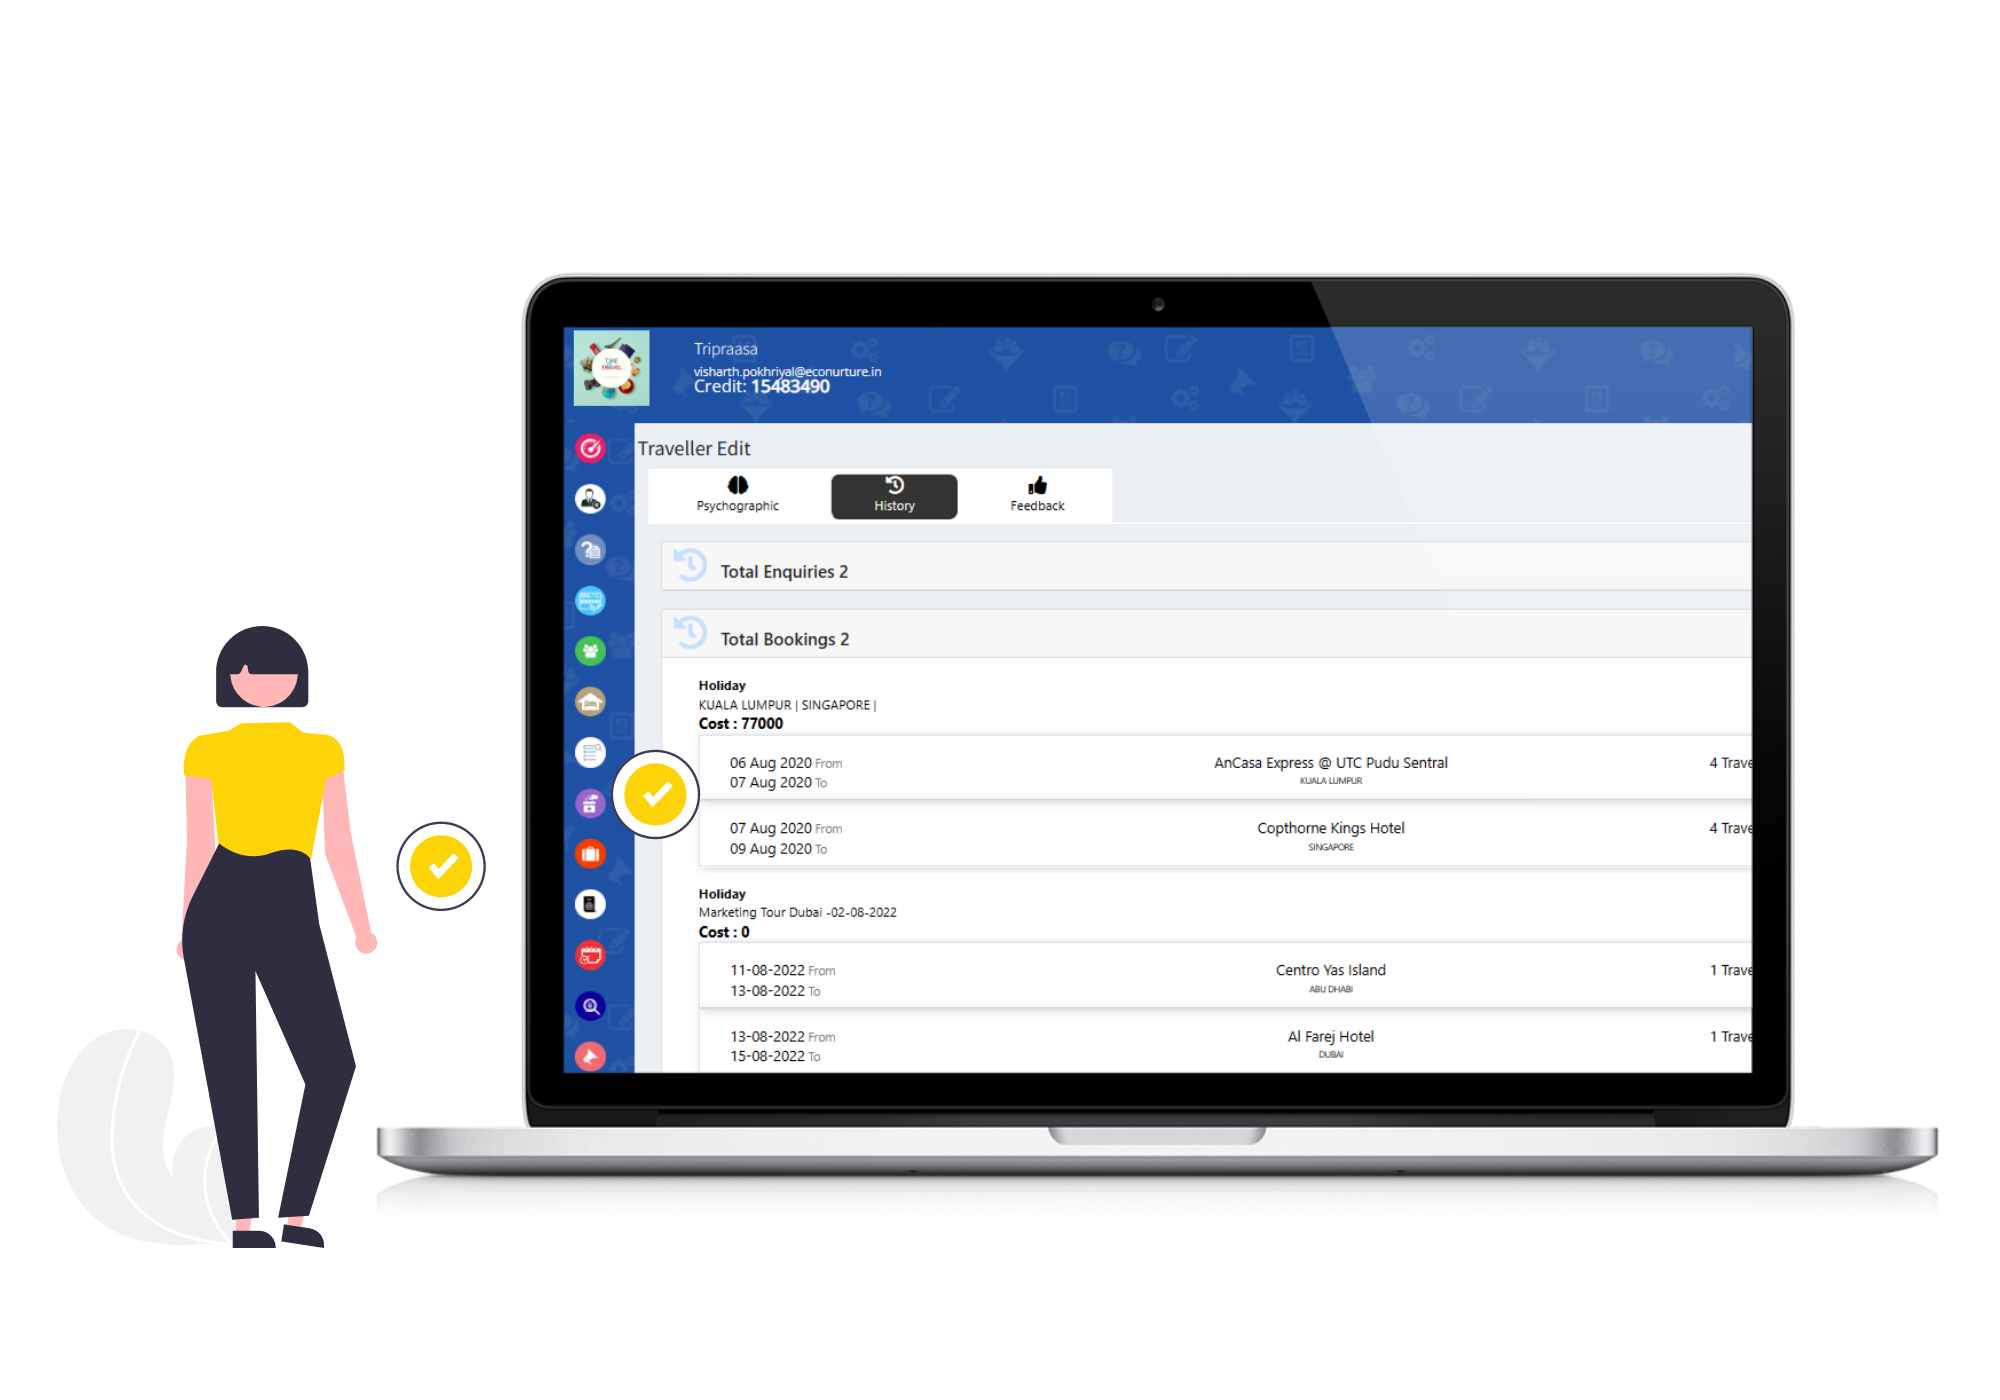 TIME
TRAVEL
Tripraasa
visharth.pokhriyal@econurture.in
Credit: 15483490
Traveller Edit
Psychographic
History
Feedback
Total Enquiries 2
Total Bookings 2
Holiday
KUALA LUMPUR | SINGAPORE |
Cost : 77000
06 Aug 2020 From
07 Aug 2020 To
AnCasa Express @ UTC Pudu Sentral
KUALA LUMPUR
4 Trave
07 Aug 2020 From
09 Aug 2020 To
Copthorne Kings Hotel
SINGAPORE
4 Trave
Holiday
Marketing Tour Dubai -02-08-2022
Cost : 0
11-08-2022 From
13-08-2022 To
Centro Yas Island
ABU DHABI
1 Trave
13-08-2022 From
15-08-2022 To
Al Farej Hotel
DUBAI
1 Trave